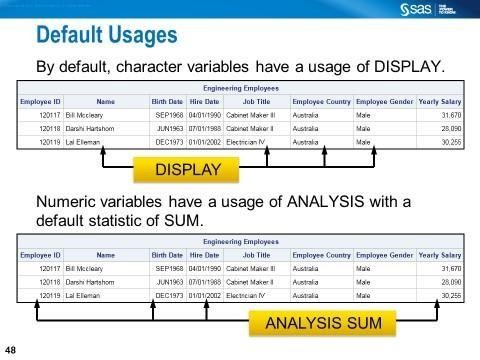 sas THE POWER TO KNOW.
Default Usages
By default, character variables have a usage of DISPLAY.
Engineering Employees
Employee ID Name Birth Date Hire Date Job Title Employee Country Employee Gender Yearly Salary
120117 Bill Mccleary SEP1968 04/01/1990 Cabinet Maker III Australia Male 31,670
120118 Darshi Hartshorn JUN1963 07/01/1988 Cabinet Maker II Australia Male 28,090
120119 Lal Elleman DEC1973 01/01/2002 Electrician IV Australia Male 30,255
DISPLAY
Numeric variables have a usage of ANALYSIS with a
default statistic of SUM.
Engineering Employees
Employee ID Name Birth Date Hire Date Job Title Employee Country Employee Gender Yearly Salary
120117 Bill Mccleary SEP1968 04/01/1990 Cabinet Maker III Australia Male 31,670
120118 Darshi Hartshorn JUN1963 07/01/1988 Cabinet Maker II Australia Male 28,090
120119 Lal Elleman DEC1973 01/01/2002 Electrician IV Australia Male 30,255
ANALYSIS SUM
48